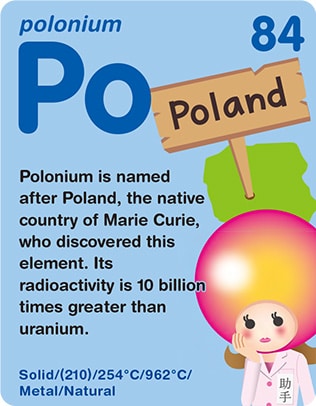 polonium
84
Po
Poland
Polonium is named
after Poland, the native
country of Marie Curie,
who discovered this
element. Its
radioactivity is 10 billion
times greater than
uranium.
Solid/(210)/254°C/962°C/
Metal/Natural
助手